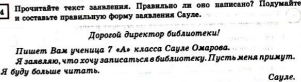 4 Прочитайте текст заявления. Правильно ли оно написано? Подумайте
и составьте правильную форму заявления Сауле.
Дорогой директор библиотеки!
Пишет Вам ученица 7 «А» класса Сауле Омарова.
Я заявляю, что хочу записаться в библиотеку. Пусть меня примут.
Я буду больше читать.
Сауле.